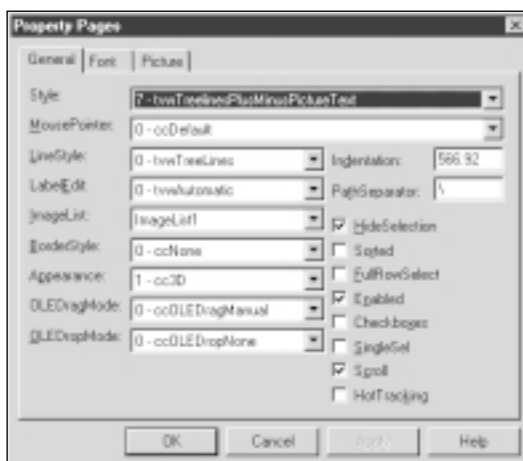 Property Pages
General Font Picture
Style: 7 - tvwTreelinesPlusMinusPictureText
MousePointer: 0 - ccDefault
LineStyle: 0 - tvwTreeLines
Indentation: 566.92
LabelEdit: 0 - tvwAutomatic
PathSeparator: \
ImageList: ImageList1
HideSelection
BorderStyle: 0 - ccNone
Sorted
Appearance: 1 - cc3D
FullRowSelect
Enabled
OLEDragMode: 0 - ccOLEDragManual
Checkboxes
OLEDropMode: 0 - ccOLEDropNone
SingleSel
Scroll
HotTracking
OK Cancel Apply Help